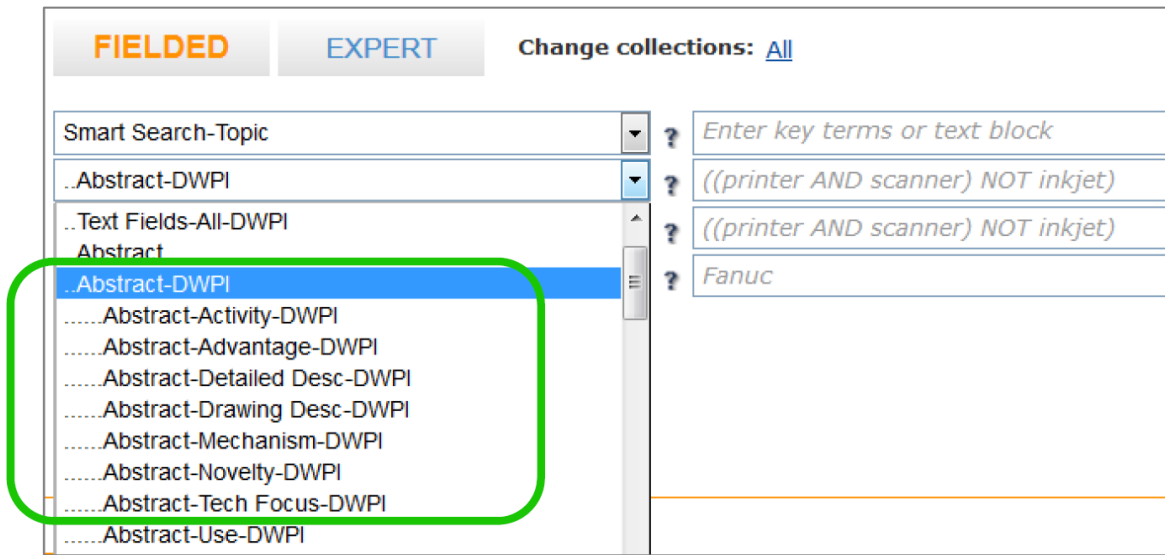 FIELDED EXPERT Change collections: All
Smart Search-Topic ? Enter key terms or text block
..Abstract-DWPI ? ((printer AND scanner) NOT inkjet)
..Text Fields-All-DWPI ? ((printer AND scanner) NOT inkjet)
Abstract
..Abstract-DWPI ? Fanuc
......Abstract-Activity-DWPI
......Abstract-Advantage-DWPI
......Abstract-Detailed Desc-DWPI
......Abstract-Drawing Desc-DWPI
......Abstract-Mechanism-DWPI
......Abstract-Novelty-DWPI
......Abstract-Tech Focus-DWPI
......Abstract-Use-DWPI